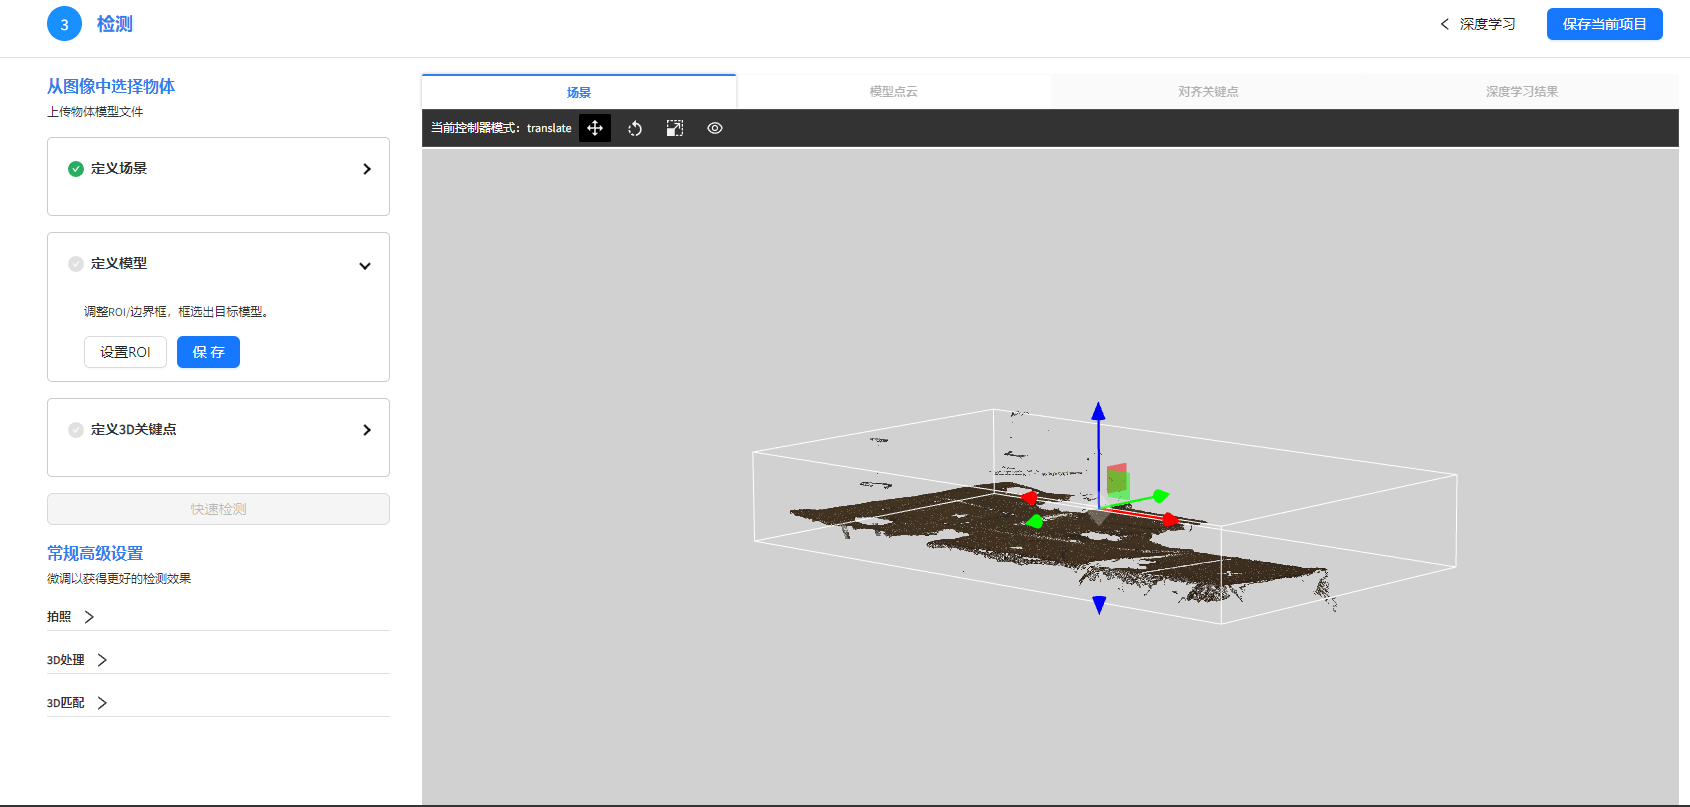 3 检测
深度学习
保存当前项目
从图像中选择物体
上传物体模型文件
定义场景
定义模型
调整ROI/边界框，框选出目标模型。
设置ROI
保 存
定义3D关键点
快速检测
常规高级设置
微调以获得更好的检测效果
拍照
3D处理
3D匹配
场景
模型点云
对齐关键点
深度学习结果
当前控制器模式：translate